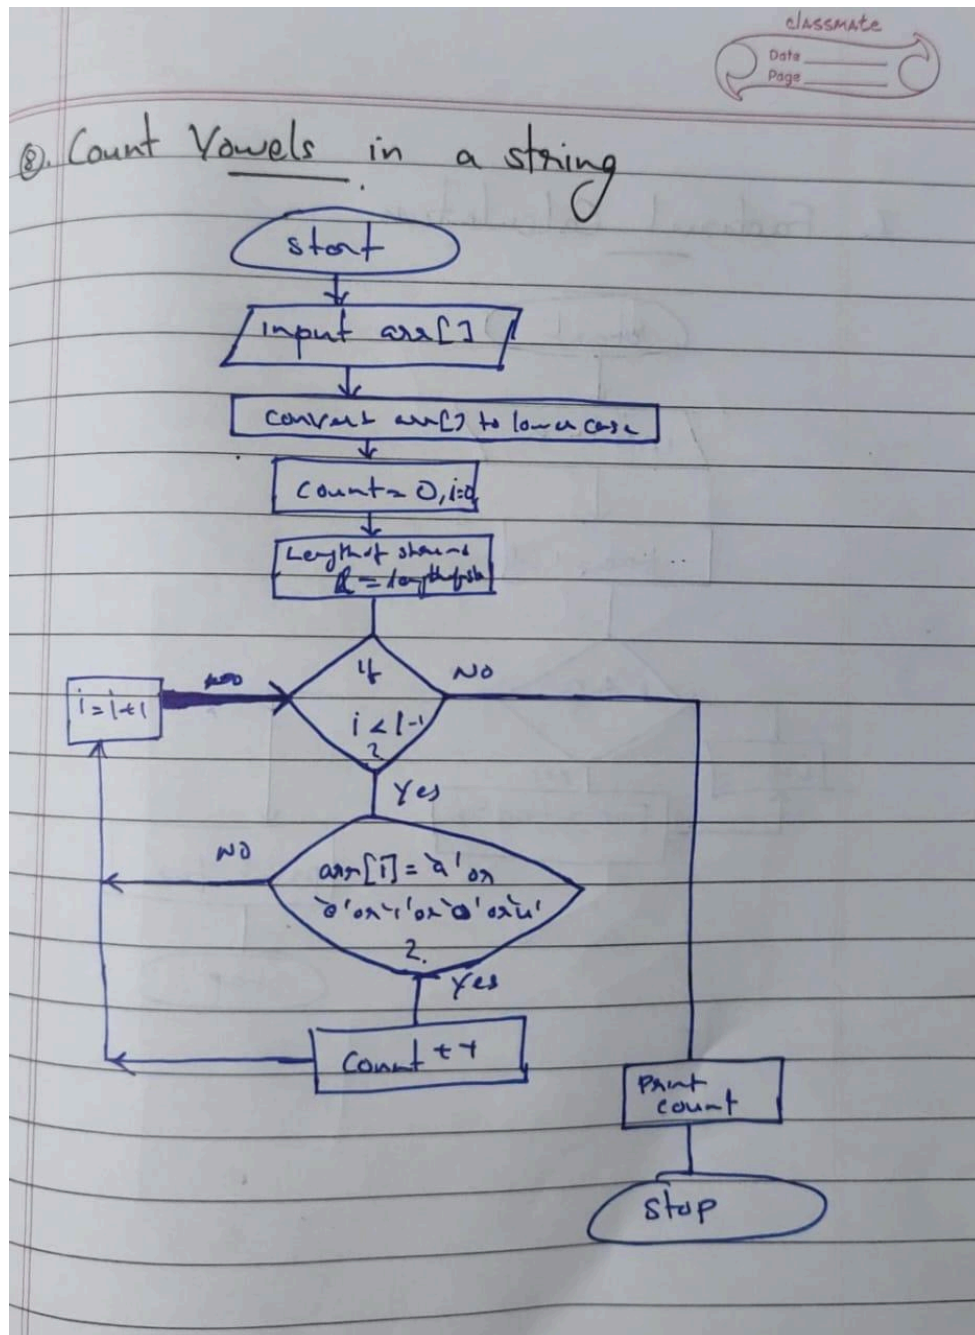 classmate
Date
Page
8. Count Vowels in a string
start
input arr[]
convert arr[] to lower case
count = 0, i=0
Length of
l = length of
if
NO
i = i+1
i < l-1
?
Yes
NO
arr[i] = 'a' or
'e' or 'i' or 'o' or 'u'
?.
Yes
Count ++
Print
count
stop